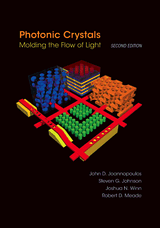 Photonic Crystals
Molding the Flow of Light
SECOND EDITION
John D. Joannopoulos
Steven G. Johnson
Joshua N. Winn
Robert D. Meade